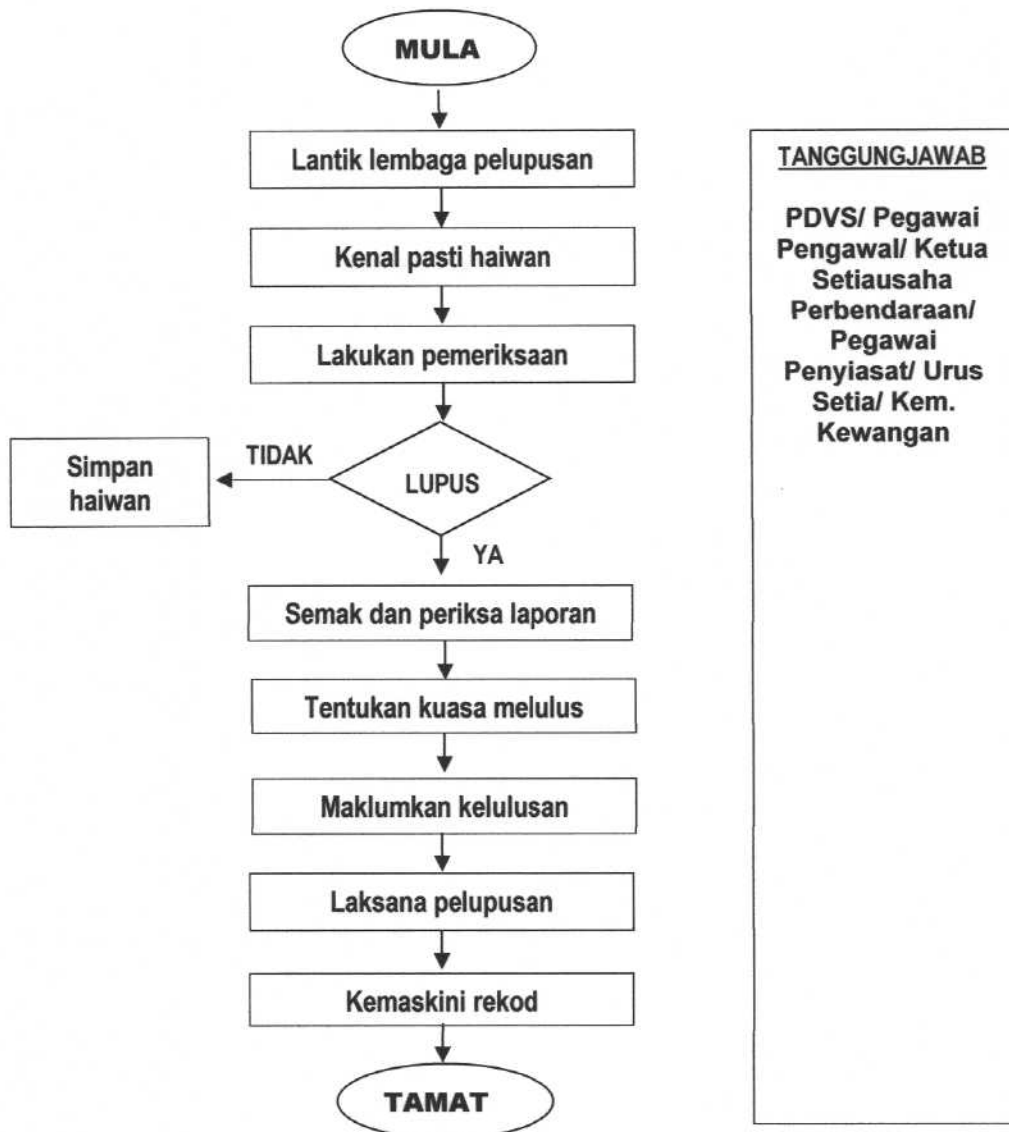 MULA
Lantik lembaga pelupusan
Kenal pasti haiwan
Lakukan pemeriksaan
LUPUS
TIDAK
Simpan
haiwan
YA
Semak dan periksa laporan
Tentukan kuasa melulus
Maklumkan kelulusan
Laksana pelupusan
Kemaskini rekod
TAMAT
TANGGUNGJAWAB
PDVS/ Pegawai
Pengawal/ Ketua
Setiausaha
Perbendaraan/
Pegawai
Penyiasat/ Urus
Setia/ Kem.
Kewangan